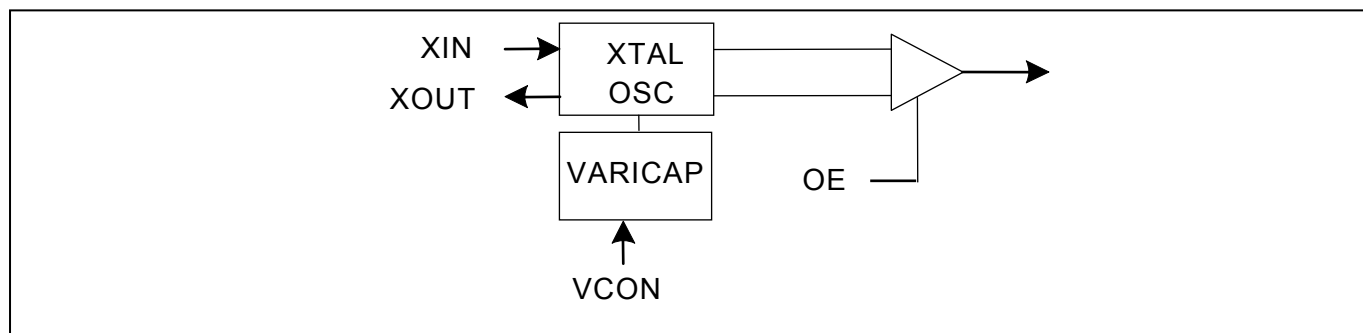 XIN
XTAL
OSC
XOUT
VARICAP
OE
VCON